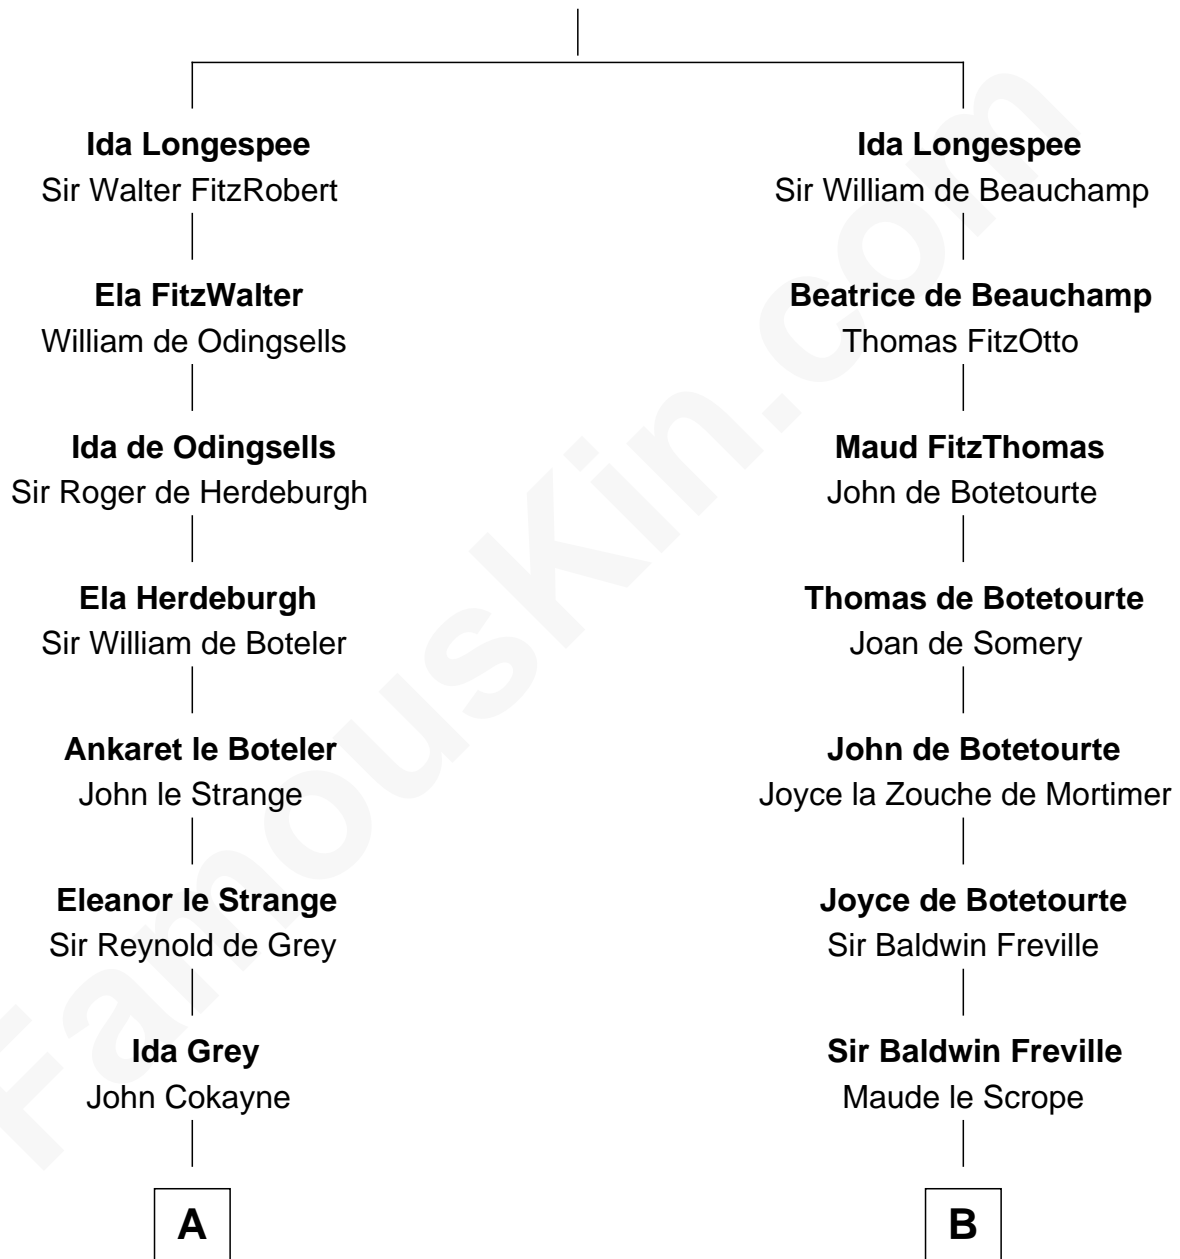 Ida Longespee
Sir Walter FitzRobert
Ela FitzWalter
William de Odingsells
Ida de Odingsells
Sir Roger de Herdeburgh
Ela Herdeburgh
Sir William de Boteler
Ankaret le Boteler
John le Strange
Eleanor le Strange
Sir Reynold de Grey
Ida Grey
John Cokayne
A
Ida Longespee
Sir William de Beauchamp
Beatrice de Beauchamp
Thomas FitzOtto
Maud FitzThomas
John de Botetourte
Thomas de Botetourte
Joan de Somery
John de Botetourte
Joyce la Zouche de Mortimer
Joyce de Botetourte
Sir Baldwin Freville
Sir Baldwin Freville
Maude le Scrope
B
FamousKin.com